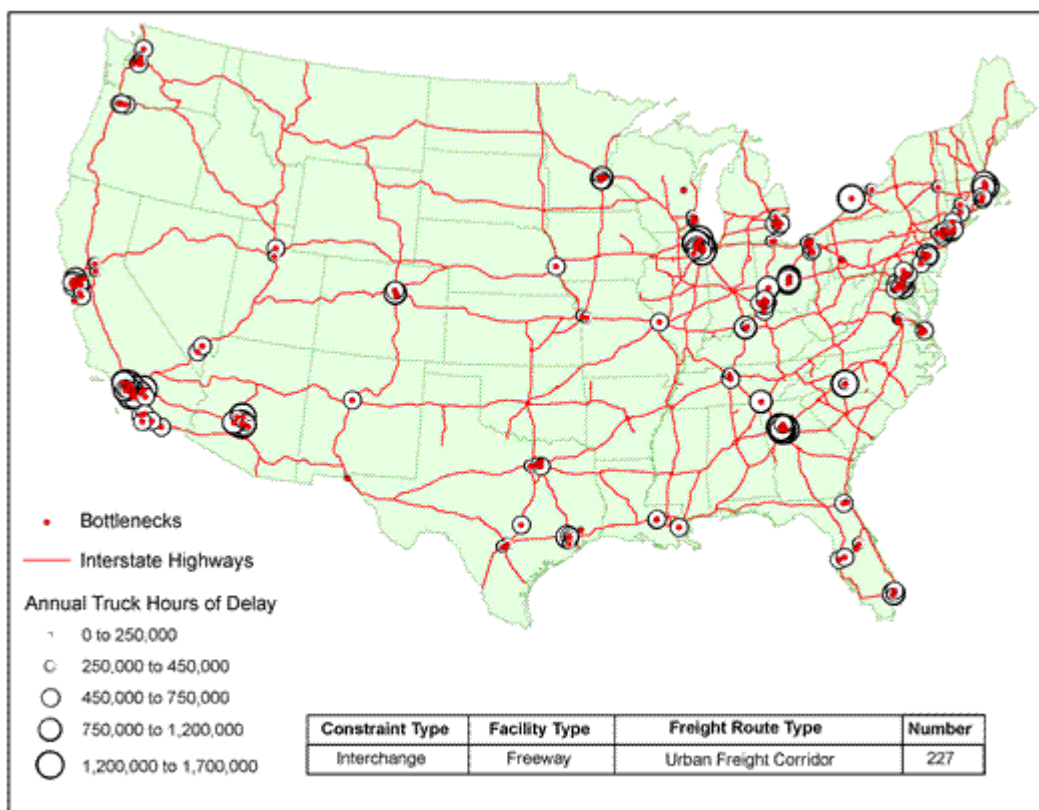 Bottlenecks
Interstate Highways
Annual Truck Hours of Delay
0 to 250,000
250,000 to 450,000
450,000 to 750,000
750,000 to 1,200,000
1,200,000 to 1,700,000
Constraint Type Facility Type Freight Route Type Number
Interchange Freeway Urban Freight Corridor 227